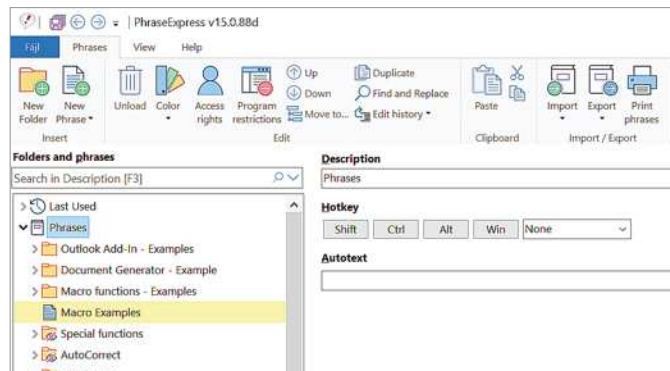 PhraseExpress v15.0.88d
Fájl Phrases View Help
New Folder
New Phrase
Unload
Color
Access rights
Program restrictions
Up
Down
Move to...
Duplicate
Find and Replace
Edit history
Paste
Import
Export
Print phrases
Insert Edit Clipboard Import / Export
Folders and phrases
Search in Description [F3]
Last Used
Phrases
Outlook Add-In - Examples
Document Generator - Example
Macro functions - Examples
Macro Examples
Special functions
AutoCorrect
Description
Phrases
Hotkey
Shift Ctrl Alt Win None
Autotext